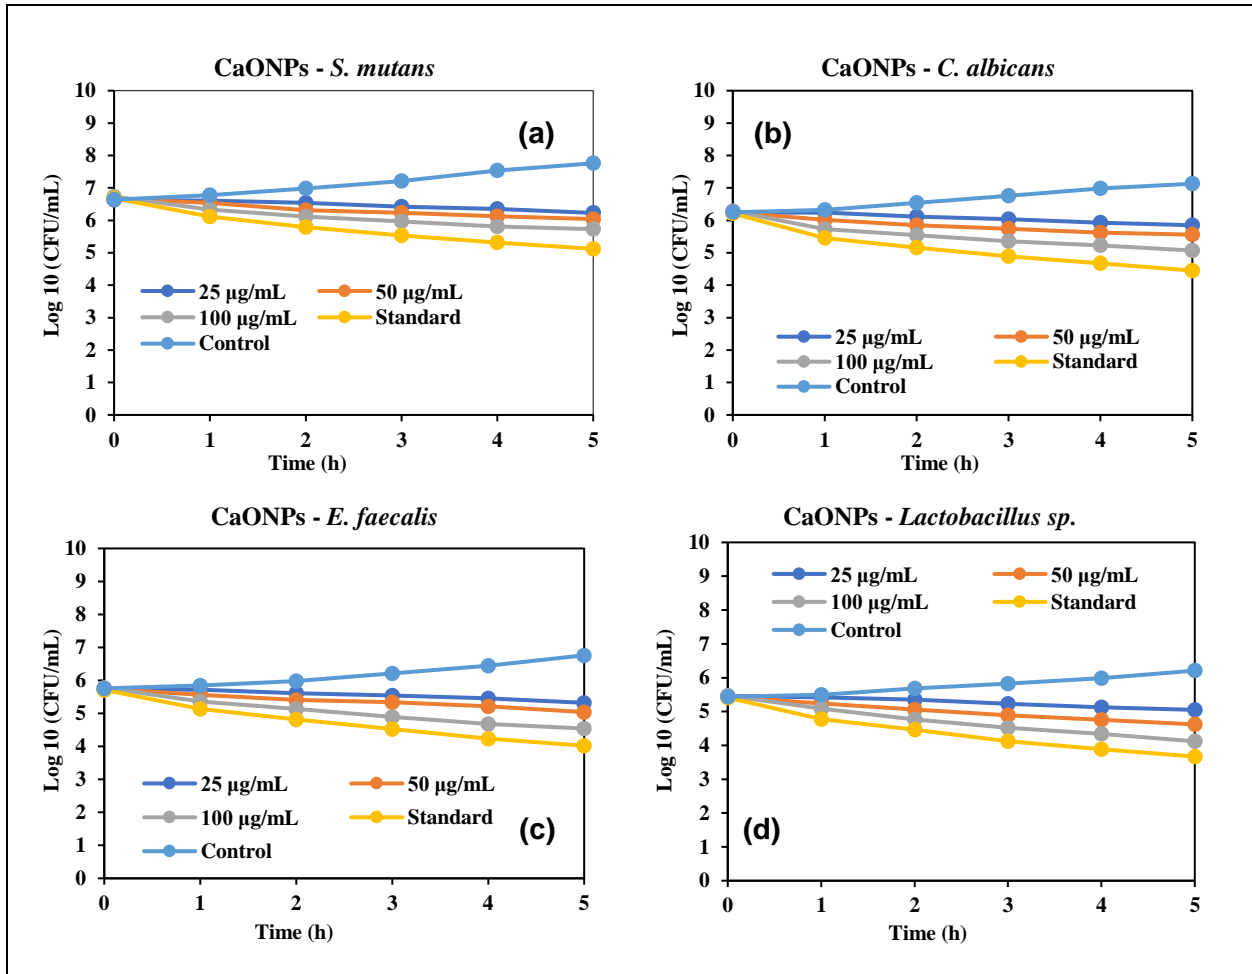 CaONPs - S. mutans
(a)
Log 10 (CFU/mL)
10
9
8
7
6
5
4
3
2
1
0
25 µg/mL 50 µg/mL
100 µg/mL Standard
Control
0 1 2 3 4 5
Time (h)
CaONPs - C. albicans
(b)
Log 10 (CFU/mL)
10
9
8
7
6
5
4
3
2
1
0
25 µg/mL 50 µg/mL
100 µg/mL Standard
Control
0 1 2 3 4 5
Time (h)
CaONPs - E. faecalis
Log 10 (CFU/mL)
10
9
8
7
6
5
4
3
2
1
0
25 µg/mL 50 µg/mL
100 µg/mL Standard
Control
(c)
0 1 2 3 4 5
Time (h)
CaONPs - Lactobacillus sp.
Log 10 (CFU/mL)
10
9
8
7
6
5
4
3
2
1
0
25 µg/mL 50 µg/mL
100 µg/mL Standard
Control
(d)
0 1 2 3 4 5
Time (h)